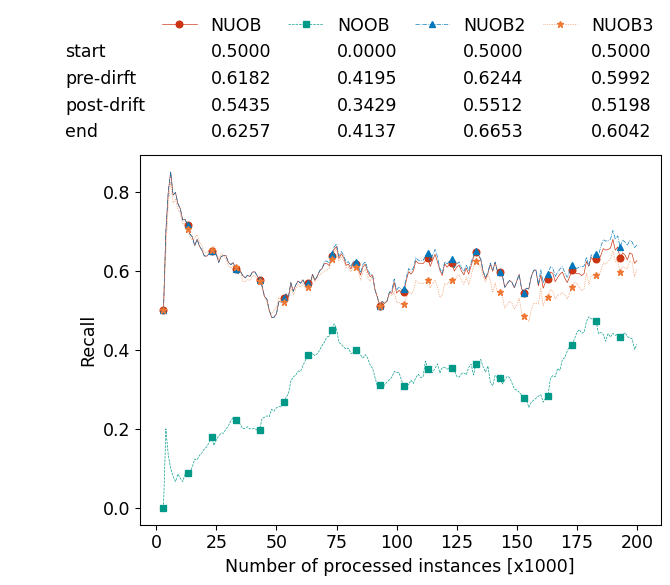 NUOB NOOB NUOB2 NUOB3
start 0.5000 0.0000 0.5000 0.5000
pre-dirft 0.6182 0.4195 0.6244 0.5992
post-drift 0.5435 0.3429 0.5512 0.5198
end 0.6257 0.4137 0.6653 0.6042
0.8
0.6
0.4
0.2
0.0
Recall
0 25 50 75 100 125 150 175 200
Number of processed instances [x1000]